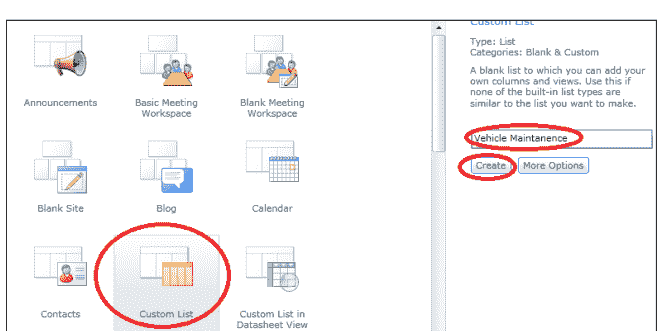 Announcements
Basic Meeting
Workspace
Blank Meeting
Workspace
Blank Site
Blog
Calendar
Contacts
Custom List
Custom List in
Datasheet View
Custom List
Type: List
Categories: Blank & Custom
A blank list to which you can add your
own columns and views. Use this if
none of the built-in list types are
similar to the list you want to make.
Vehicle Maintanence
Create
More Options